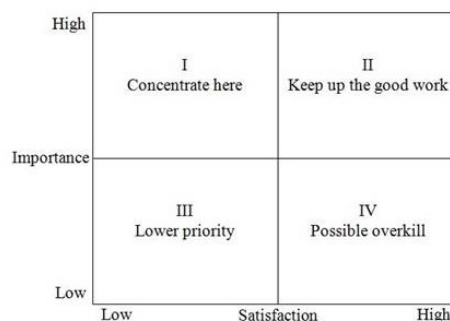 High
I
II
Concentrate here
Keep up the good work
Importance
III
IV
Lower priority
Possible overkill
Low
Low
Satisfaction
High